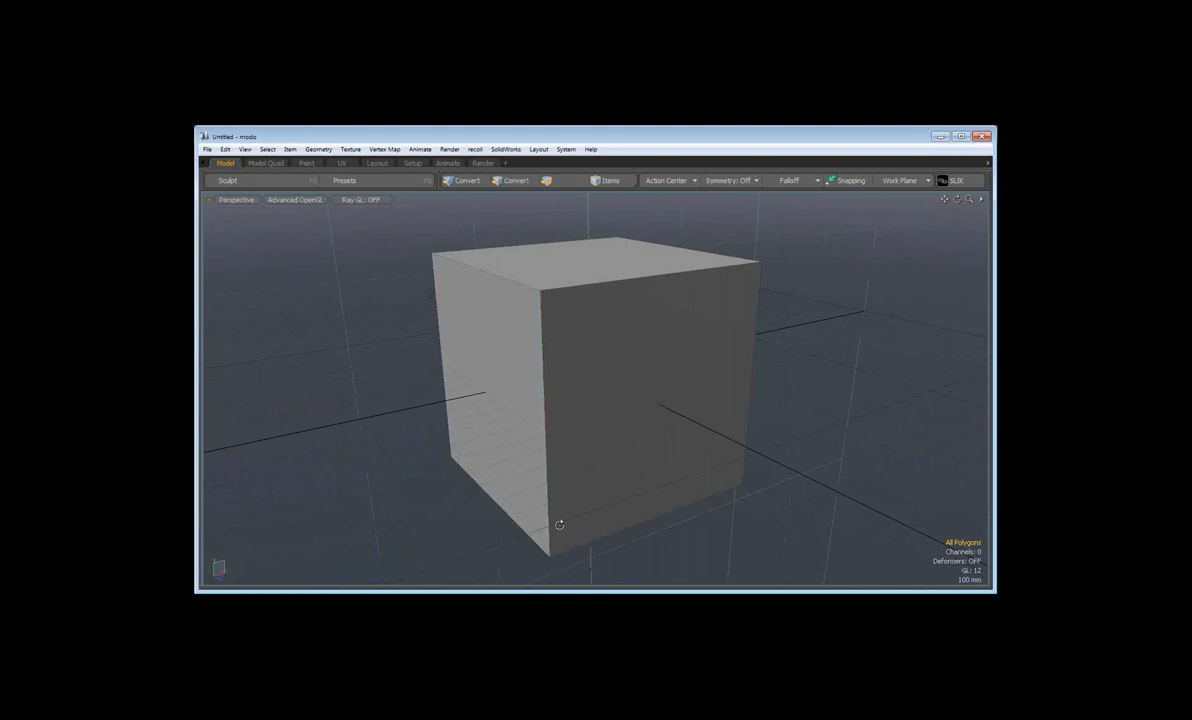 Untitled - modo
File Edit View Select Item Geometry Texture Vertex Map Animate Render recoil SolidWorks Layout System Help
Model Model Quad Paint UV Layout Setup Animate Render +
Sculpt F5 Presets F6 Convert Convert Items Action Center Symmetry: Off Falloff Snapping Work Plane SLIK
Perspective Advanced OpenGL Ray GL: OFF
All Polygons
Channels: 0
Deformers: OFF
GL: 12
100 mm